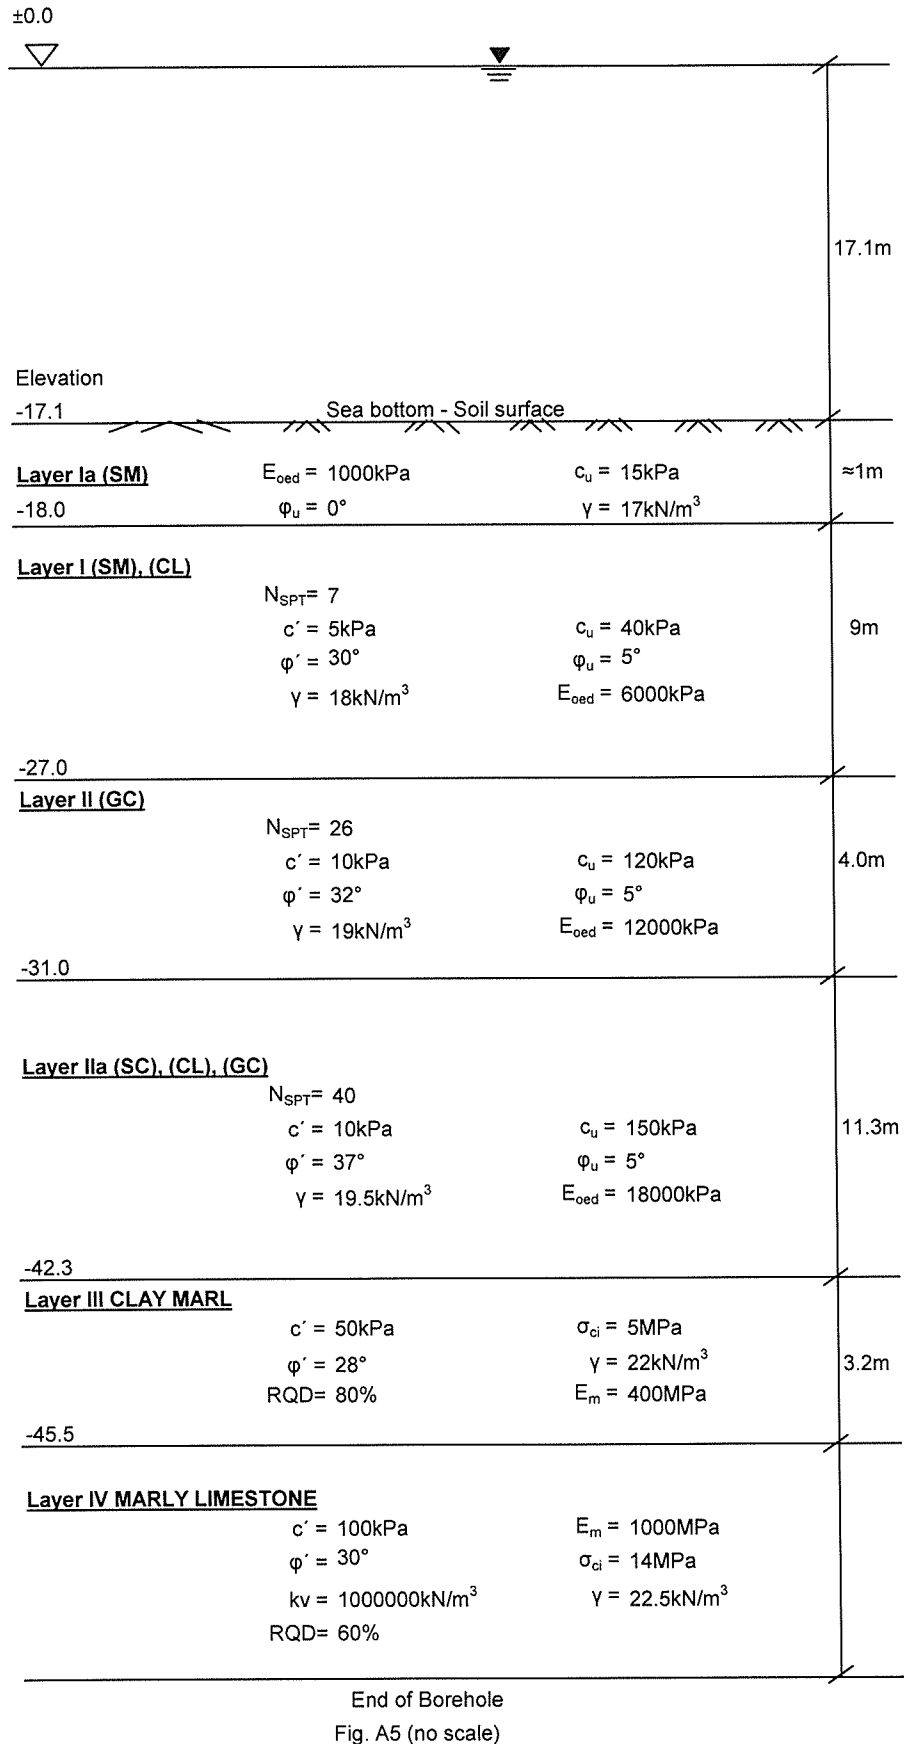 ±0.0
17.1m
Elevation
-17.1 Sea bottom - Soil surface
Layer Ia (SM) E_oed = 1000kPa c_u = 15kPa ≈1m
-18.0 φ_u = 0° γ = 17kN/m³
Layer I (SM), (CL)
N_SPT= 7
c´ = 5kPa c_u = 40kPa 9m
φ´ = 30° φ_u = 5°
γ = 18kN/m³ E_oed = 6000kPa
-27.0
Layer II (GC)
N_SPT= 26
c´ = 10kPa c_u = 120kPa 4.0m
φ´ = 32° φ_u = 5°
γ = 19kN/m³ E_oed = 12000kPa
-31.0
Layer IIa (SC), (CL), (GC)
N_SPT= 40
c´ = 10kPa c_u = 150kPa 11.3m
φ´ = 37° φ_u = 5°
γ = 19.5kN/m³ E_oed = 18000kPa
-42.3
Layer III CLAY MARL
c´ = 50kPa σ_ci = 5MPa
φ´ = 28° γ = 22kN/m³ 3.2m
RQD= 80% E_m = 400MPa
-45.5
Layer IV MARLY LIMESTONE
c´ = 100kPa E_m = 1000MPa
φ´ = 30° σ_ci = 14MPa
kv = 1000000kN/m³ γ = 22.5kN/m³
RQD= 60%
End of Borehole
Fig. A5 (no scale)